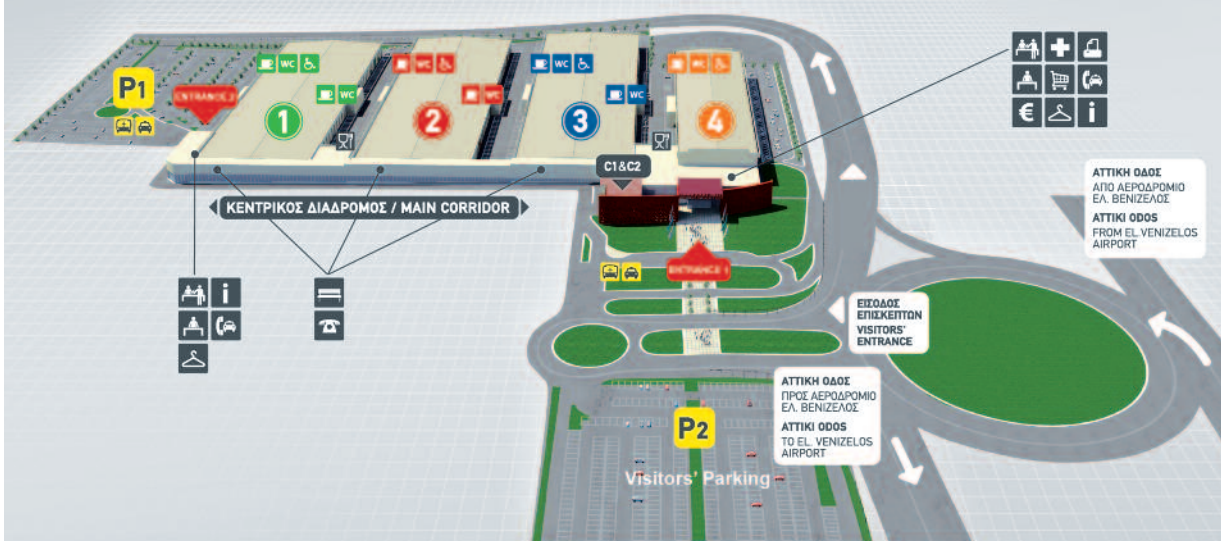 P1
ENTRANCE 2
WC
WC
1
WC
WC
2
WC
WC
3
WC
4
C1&C2
ΚΕΝΤΡΙΚΟΣ ΔΙΑΔΡΟΜΟΣ / MAIN CORRIDOR
i
€
i
ENTRANCE 1
ΑΤΤΙΚΗ ΟΔΟΣ
ΑΠΟ ΑΕΡΟΔΡΟΜΙΟ
ΕΛ. ΒΕΝΙΖΕΛΟΣ
ATTIKI ODOS
FROM EL. VENIZELOS
AIRPORT
ΕΙΣΟΔΟΣ
ΕΠΙΣΚΕΠΤΩΝ
VISITORS'
ENTRANCE
ΑΤΤΙΚΗ ΟΔΟΣ
ΠΡΟΣ ΑΕΡΟΔΡΟΜΙΟ
ΕΛ. ΒΕΝΙΖΕΛΟΣ
ATTIKI ODOS
TO EL. VENIZELOS
AIRPORT
P2
Visitors' Parking